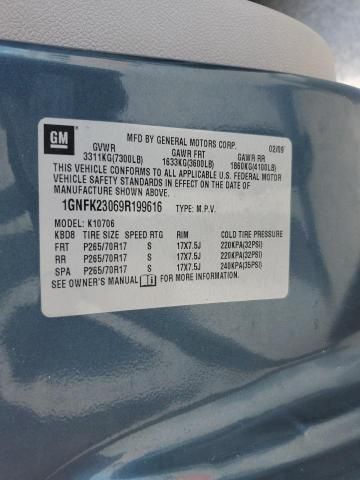 GM
MFD BY GENERAL MOTORS CORP. 02/09
GVWR GAWR FRT GAWR RR
3311KG(7300LB) 1633KG(3600LB) 1860KG(4100LB)
THIS VEHICLE CONFORMS TO ALL APPLICABLE U.S. FEDERAL MOTOR
VEHICLE SAFETY STANDARDS IN EFFECT ON THE DATE OF
MANUFACTURE SHOWN ABOVE.
1GNFK23069R199616 TYPE: M.P.V.
MODEL: K10706
KBD8 TIRE SIZE SPEED RTG RIM COLD TIRE PRESSURE
FRT P265/70R17 S 17X7.5J 220KPA(32PSI)
RR P265/70R17 S 17X7.5J 220KPA(32PSI)
SPA P265/70R17 S 17X7.5J 240KPA(35PSI)
SEE OWNER'S MANUAL FOR MORE INFORMATION.